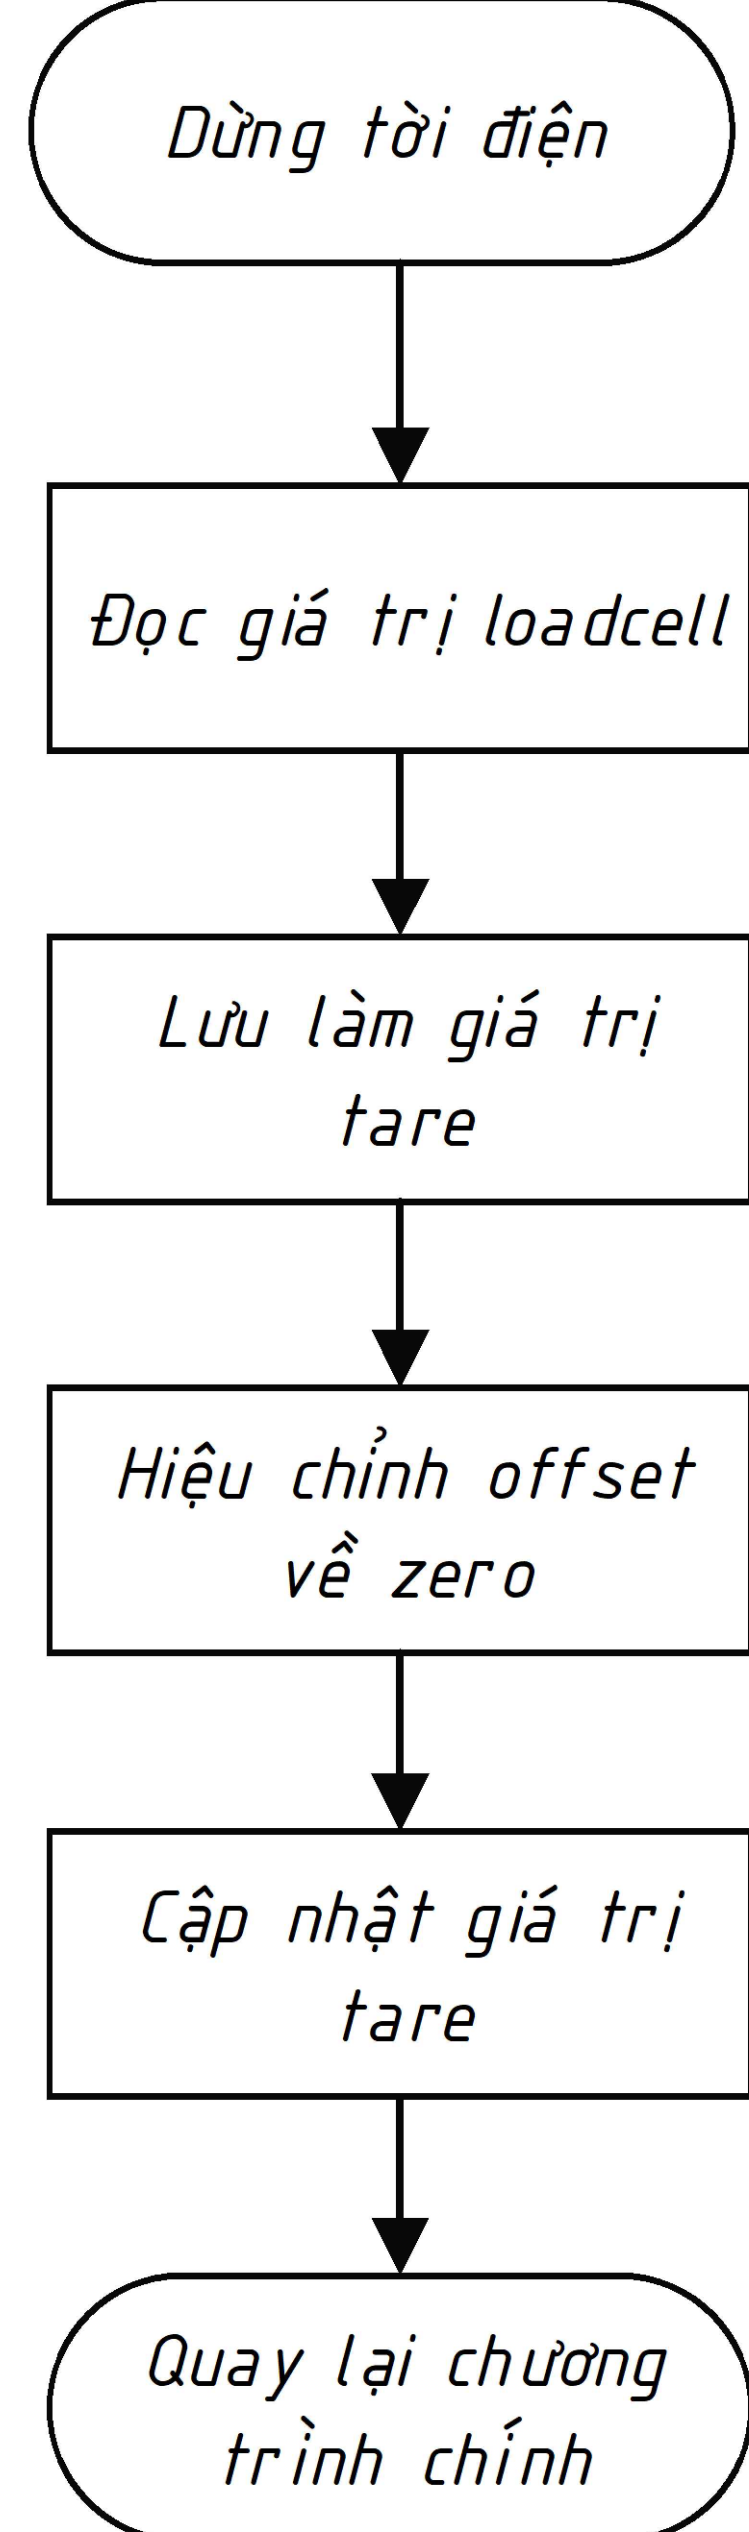 Dừng tời điện
Đọc giá trị loadcell
Lưu làm giá trị
tare
Hiệu chỉnh offset
về zero
Cập nhật giá trị
tare
Quay lại chương
trình chính